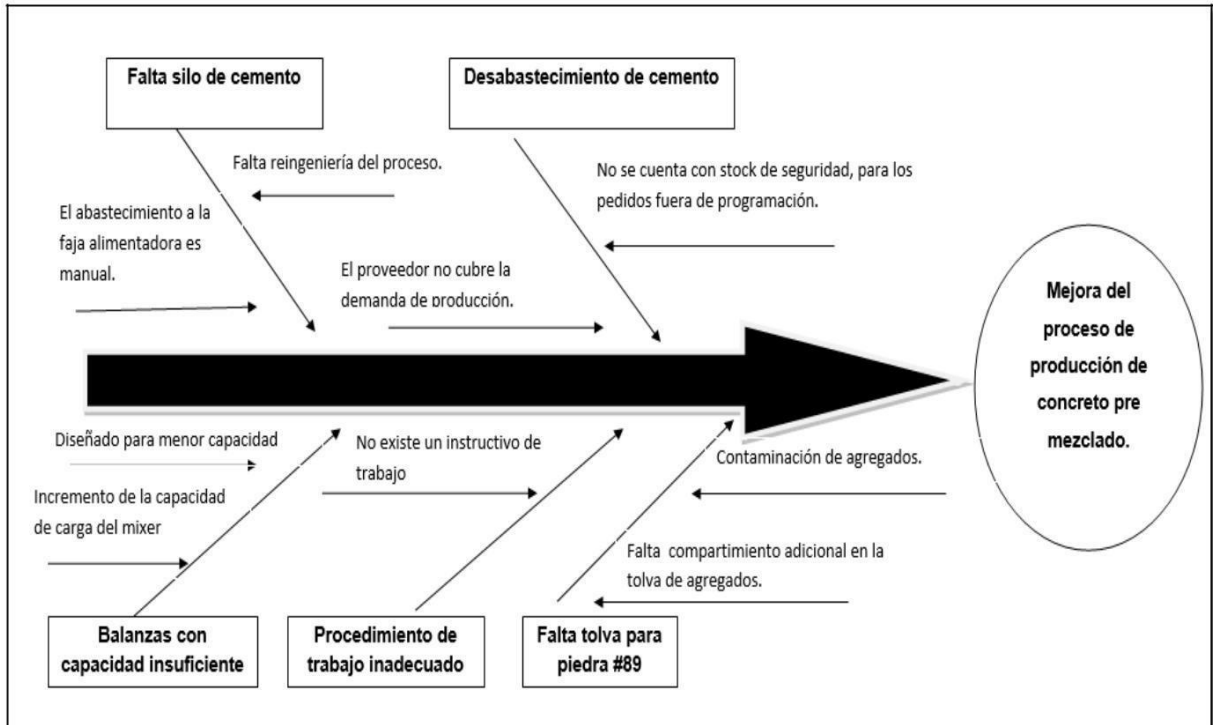 Falta silo de cemento
Desabastecimiento de cemento
Falta reingeniería del proceso.
No se cuenta con stock de seguridad, para los
pedidos fuera de programación.
El abastecimiento a la
faja alimentadora es
manual.
El proveedor no cubre la
demanda de producción.
Mejora del
proceso de
producción de
concreto pre
mezclado.
Diseñado para menor capacidad
No existe un instructivo de
trabajo
Contaminación de agregados.
Incremento de la capacidad
de carga del mixer
Falta compartimiento adicional en la
tolva de agregados.
Balanzas con
capacidad insuficiente
Procedimiento de
trabajo inadecuado
Falta tolva para
piedra #89